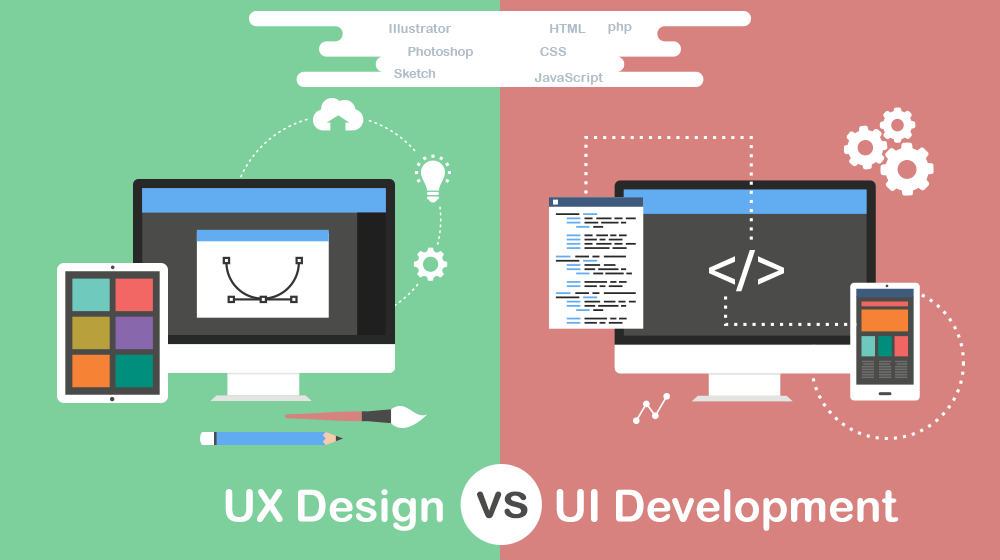 Illustrator
HTML
php
Photoshop
CSS
Sketch
JavaScript
</>
UX Design
VS
UI Development